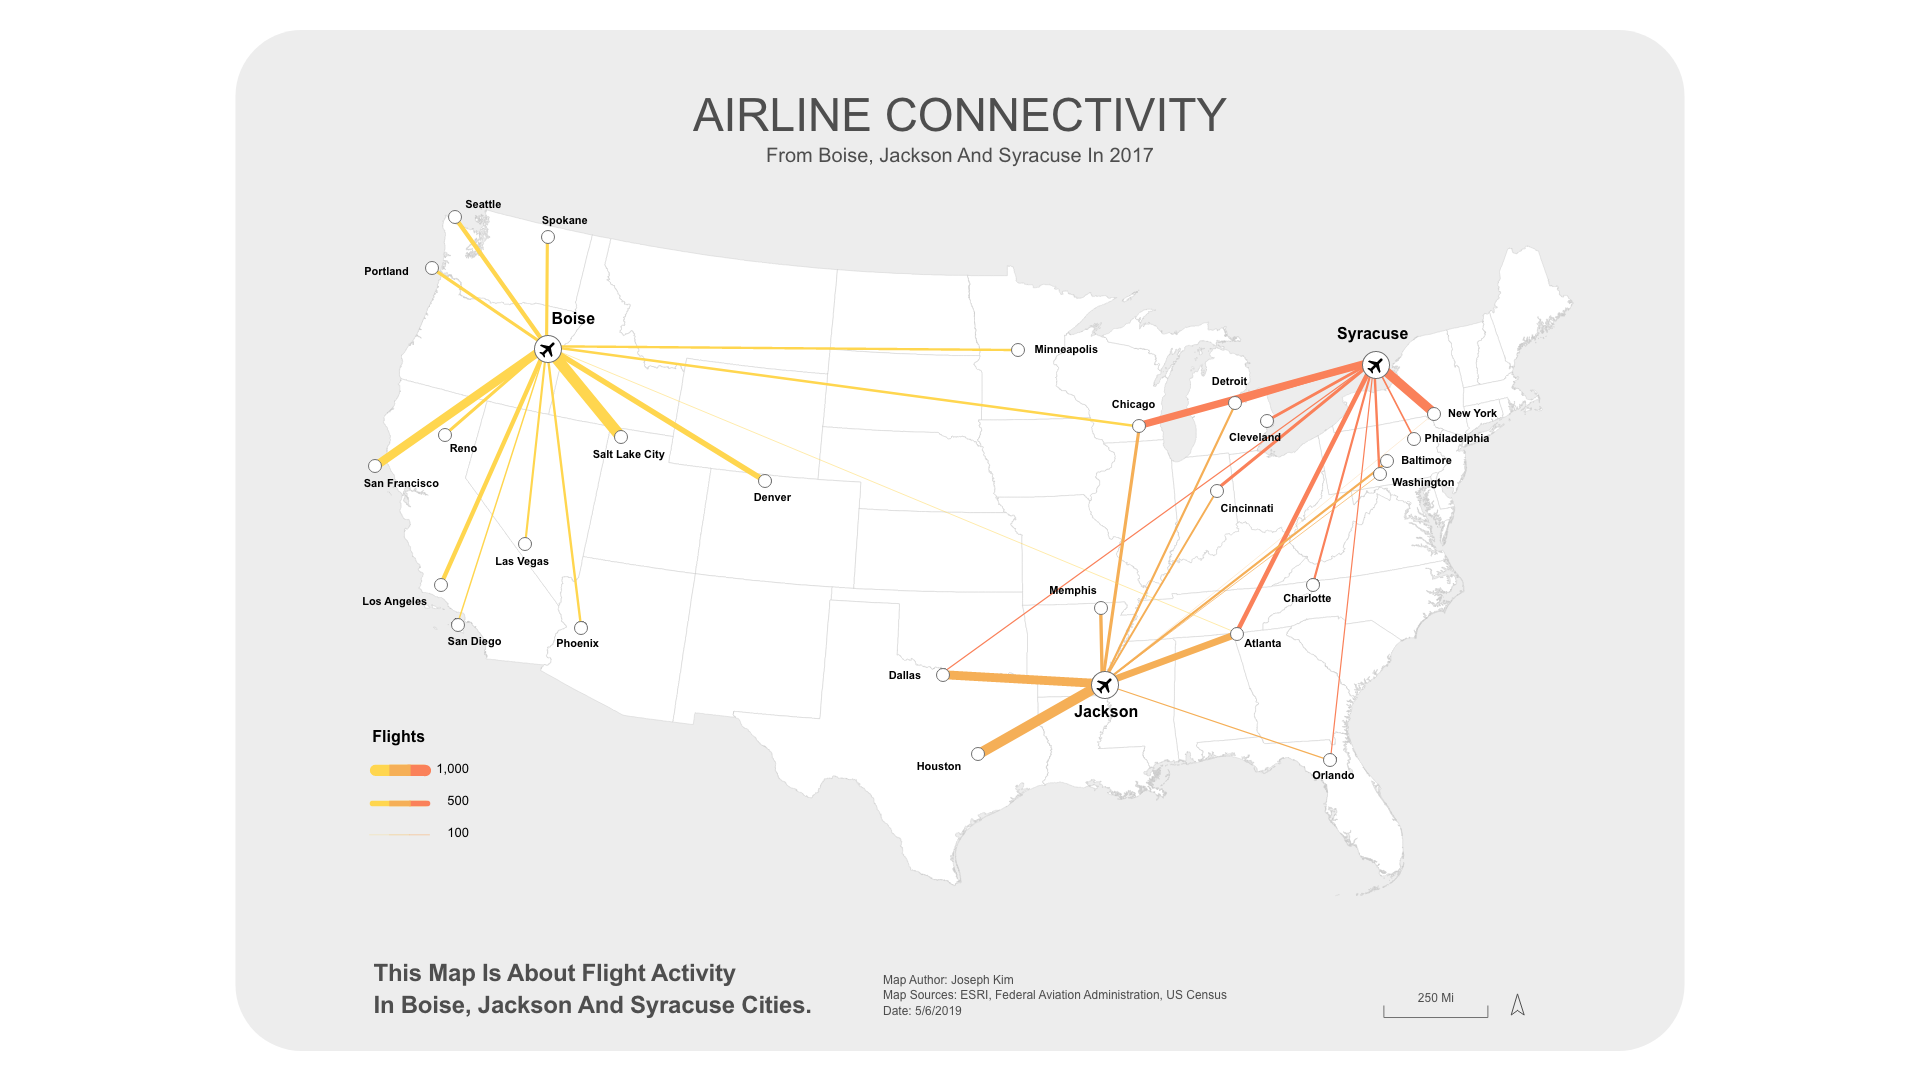 AIRLINE CONNECTIVITY
From Boise, Jackson And Syracuse In 2017
Seattle
Spokane
Portland
Boise
Minneapolis
Syracuse
Detroit
Chicago
New York
Cleveland
Philadelphia
Reno
Salt Lake City
Baltimore
San Francisco
Washington
Denver
Cincinnati
Las Vegas
Memphis
Los Angeles
Charlotte
San Diego
Phoenix
Atlanta
Dallas
Jackson
Houston
Orlando
Flights
1,000
500
100
This Map Is About Flight Activity
In Boise, Jackson And Syracuse Cities.
Map Author: Joseph Kim
Map Sources: ESRI, Federal Aviation Administration, US Census
Date: 5/6/2019
250 Mi